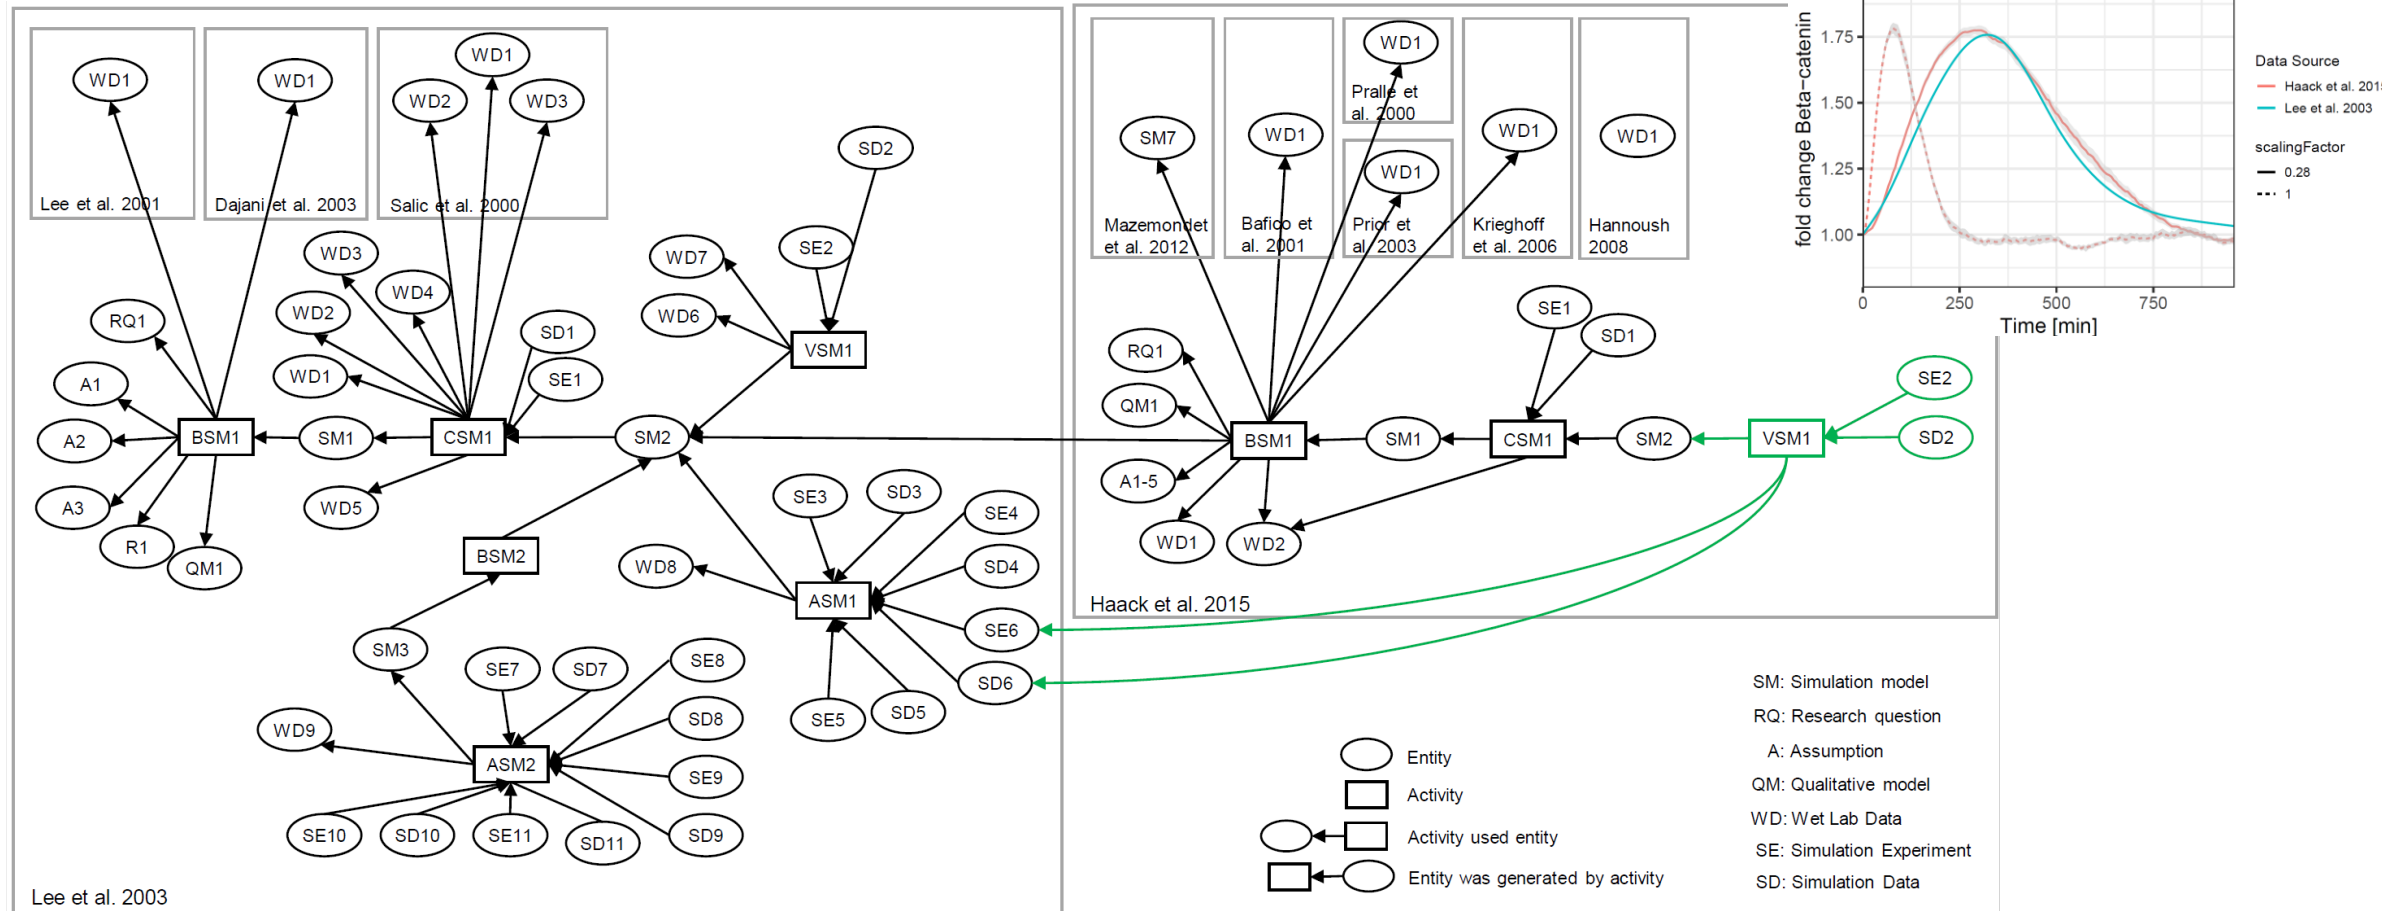 WD1
Lee et al. 2001
WD1
Dajani et al. 2003
WD1
WD2
WD3
Salic et al. 2000
SD2
SE2
WD7
WD6
VSM1
WD3
WD4
WD2
WD1
SD1
SE1
RQ1
A1
A2
A3
R1
QM1
BSM1
SM1
CSM1
SM2
WD5
BSM2
SM3
SE3
SD3
SE4
SD4
SE6
SD6
SD5
SE5
WD8
ASM1
SE7
SD7
SE8
SD8
SE9
SD9
WD9
ASM2
SE10
SD10
SE11
SD11
Lee et al. 2003
SM7
Mazemondet
et al. 2012
WD1
Bafico et
al. 2001
WD1
Pralle et
al. 2000
WD1
Prior et
al. 2003
WD1
Krieghoff
et al. 2006
WD1
Hannoush
2008
RQ1
QM1
A1-5
WD1
WD2
BSM1
SM1
CSM1
SM2
SE1
SD1
VSM1
SE2
SD2
Haack et al. 2015
fold change Beta-catenin
1.75
1.50
1.25
1.00
0
250
500
750
Time [min]
Data Source
Haack et al. 2015
Lee et al. 2003
scalingFactor
0.28
1
Entity
Activity
Activity used entity
Entity was generated by activity
SM: Simulation model
RQ: Research question
A: Assumption
QM: Qualitative model
WD: Wet Lab Data
SE: Simulation Experiment
SD: Simulation Data